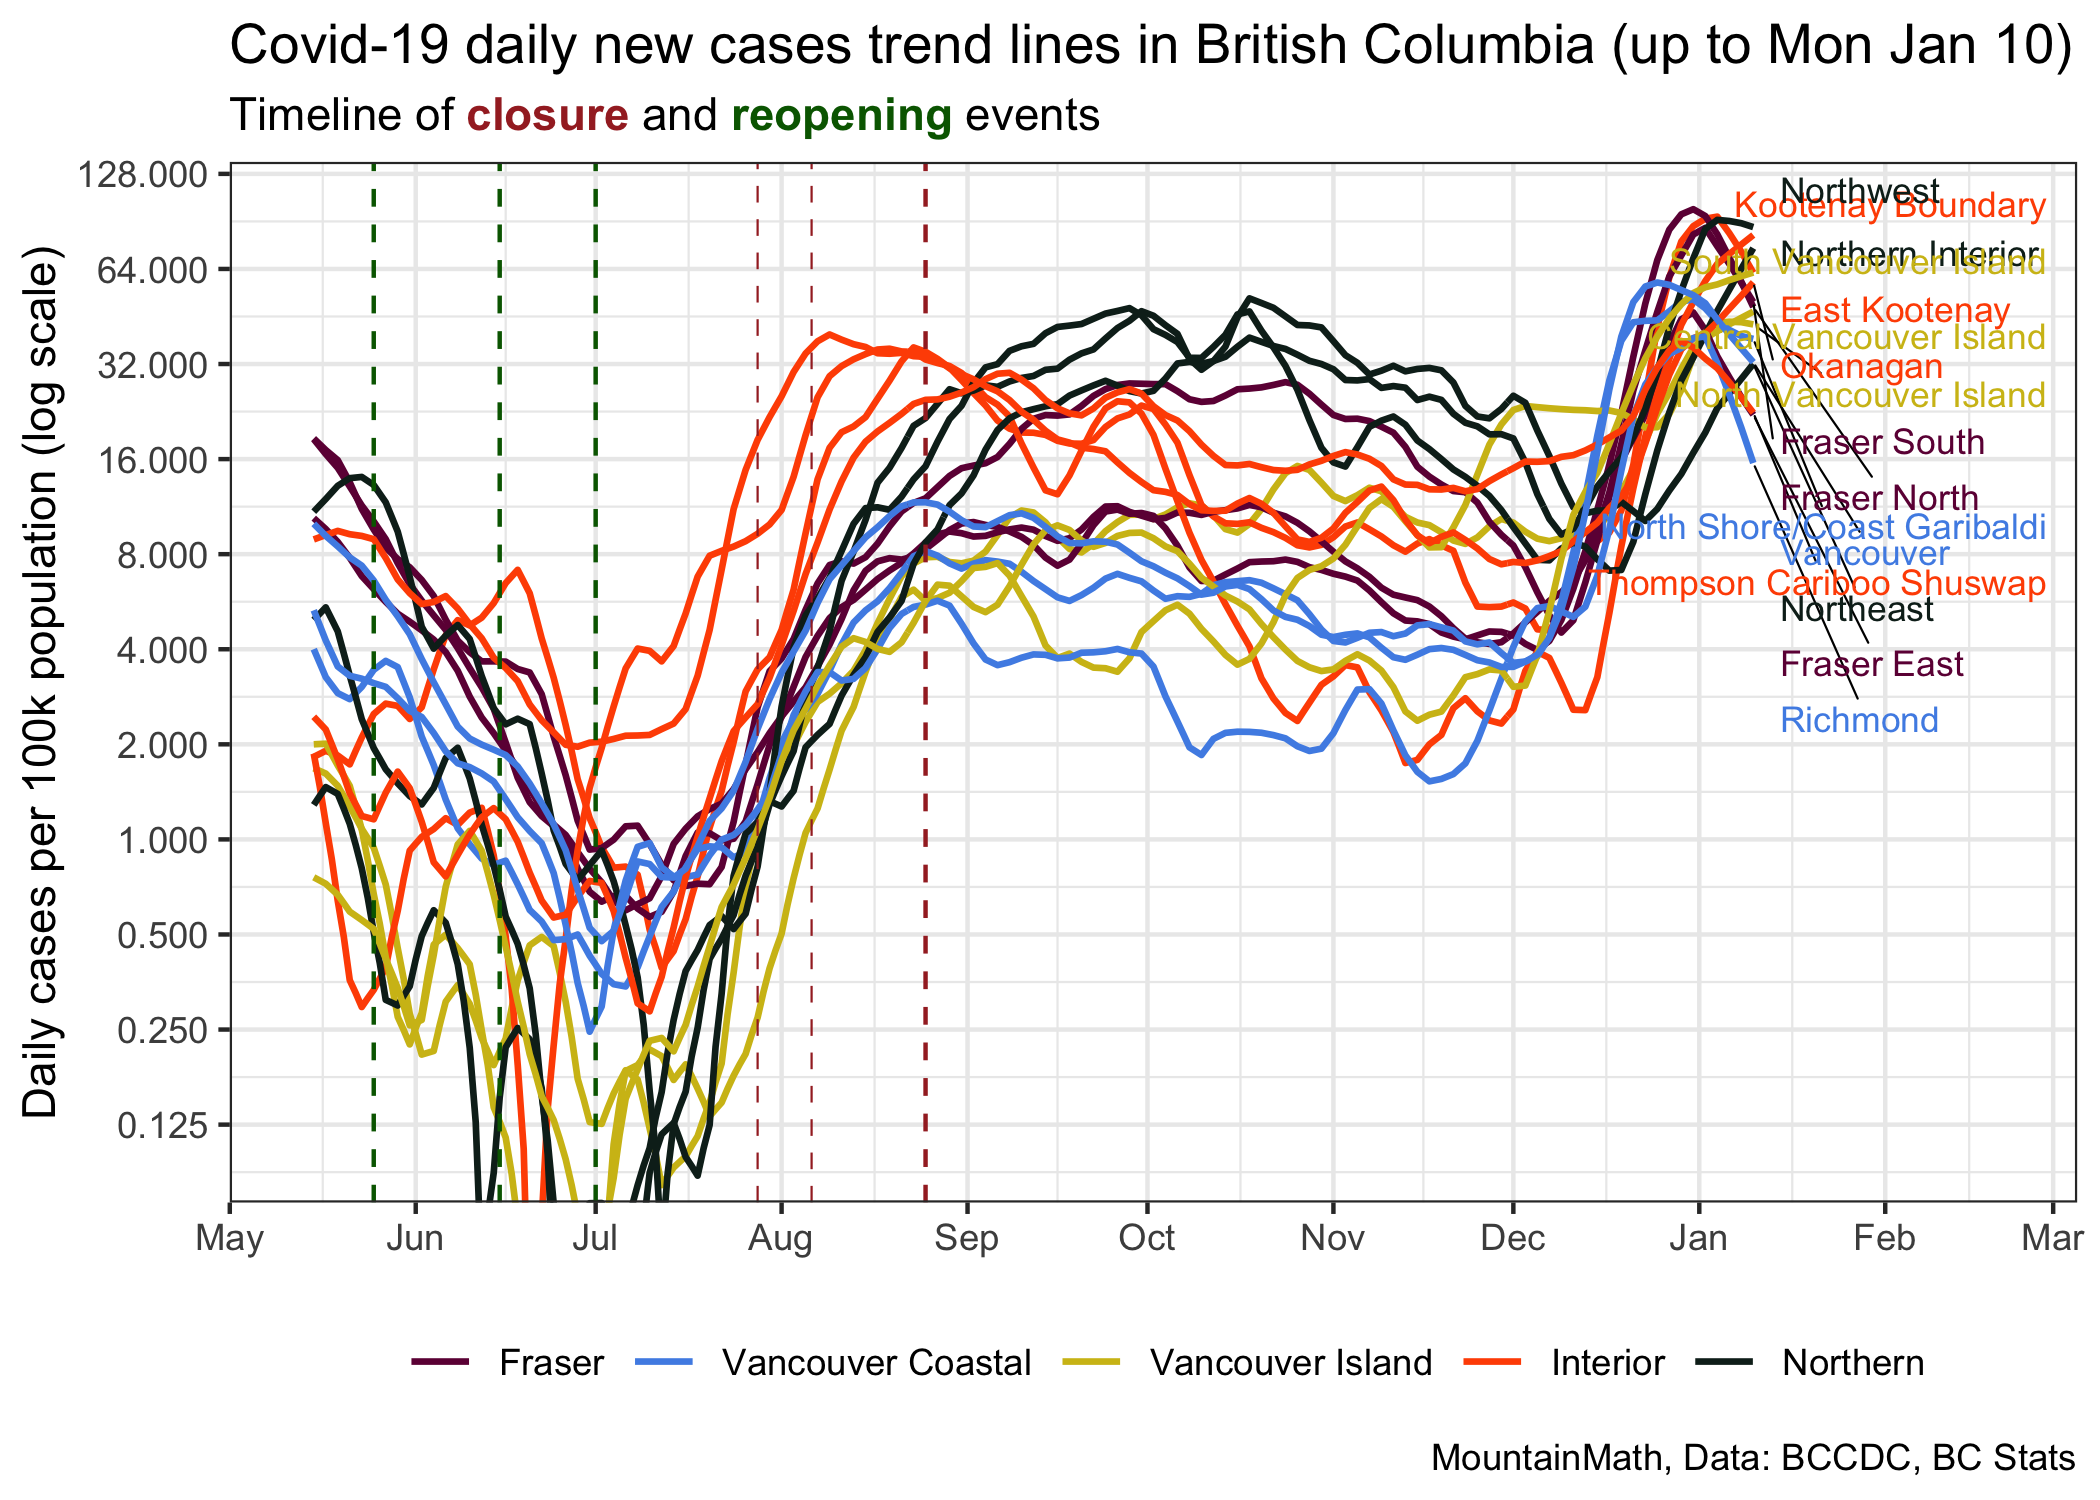 Covid-19 daily new cases trend lines in British Columbia (up to Mon Jan 10)
Timeline of closure and reopening events
Daily cases per 100k population (log scale)
128.000
64.000
32.000
16.000
8.000
4.000
2.000
1.000
0.500
0.250
0.125
Northwest
Kootenay Boundary
Northern Interior
South Vancouver Island
East Kootenay
Central Vancouver Island
Okanagan
North Vancouver Island
Fraser South
Fraser North
North Shore/Coast Garibaldi
Vancouver
Thompson Cariboo Shuswap
Northeast
Fraser East
Richmond
May Jun Jul Aug Sep Oct Nov Dec Jan Feb Mar
Fraser Vancouver Coastal Vancouver Island Interior Northern
MountainMath, Data: BCCDC, BC Stats